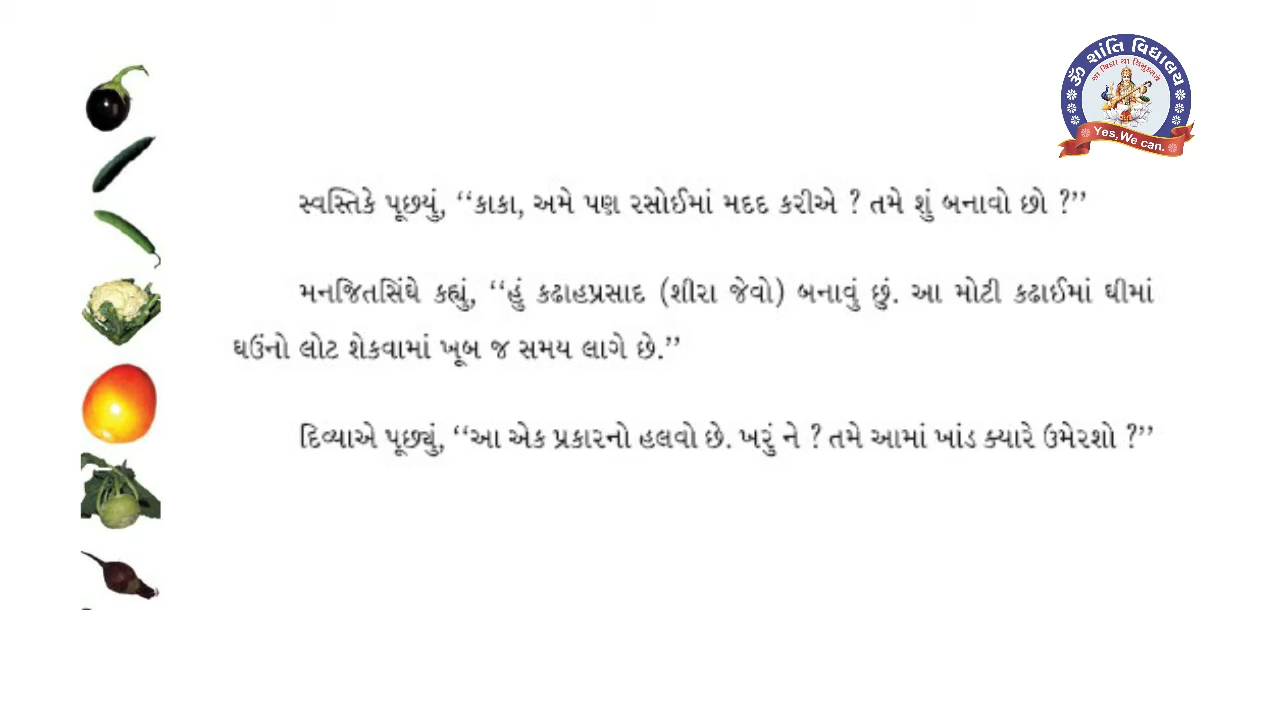 ૐ શાંતિ વિદ્યાલય
Yes, We can.
સ્વસ્તિકે પૂછયું, ‘‘કાકા, અમે પણ રસોઈમાં મદદ કરીએ ? તમે શું બનાવો છો ?’’
મનજિતસિંઘે કહ્યું, ‘‘હું કઢાહપ્રસાદ (શીરા જેવો) બનાવું છું. આ મોટી કઢાઈમાં ઘીમાં
ઘઉંનો લોટ શેકવામાં ખૂબ જ સમય લાગે છે.’’
દિવ્યાએ પૂછ્યું, ‘‘આ એક પ્રકારનો હલવો છે. ખરું ને ? તમે આમાં ખાંડ ક્યારે ઉમેરશો ?’’